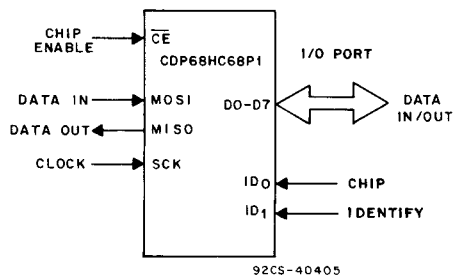 CHIP
ENABLE
CE
CDP68HC68P1
I/O PORT
DATA IN
MOSI
DO-D7
DATA
IN/OUT
DATA OUT
MISO
CLOCK
SCK
ID0
CHIP
ID1
IDENTIFY
92CS-40405